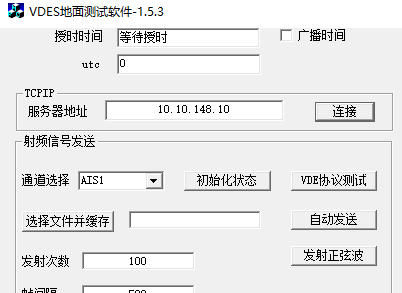 VDES地面测试软件-1.5.3
授时时间 等待授时 广播时间
utc 0
TCPIP
服务器地址 10.10.148.10 连接
射频信号发送
通道选择 AIS1 初始化状态 VDE协议测试
选择文件并缓存 自动发送
发射正弦波
发射次数 100
帧间隔 500